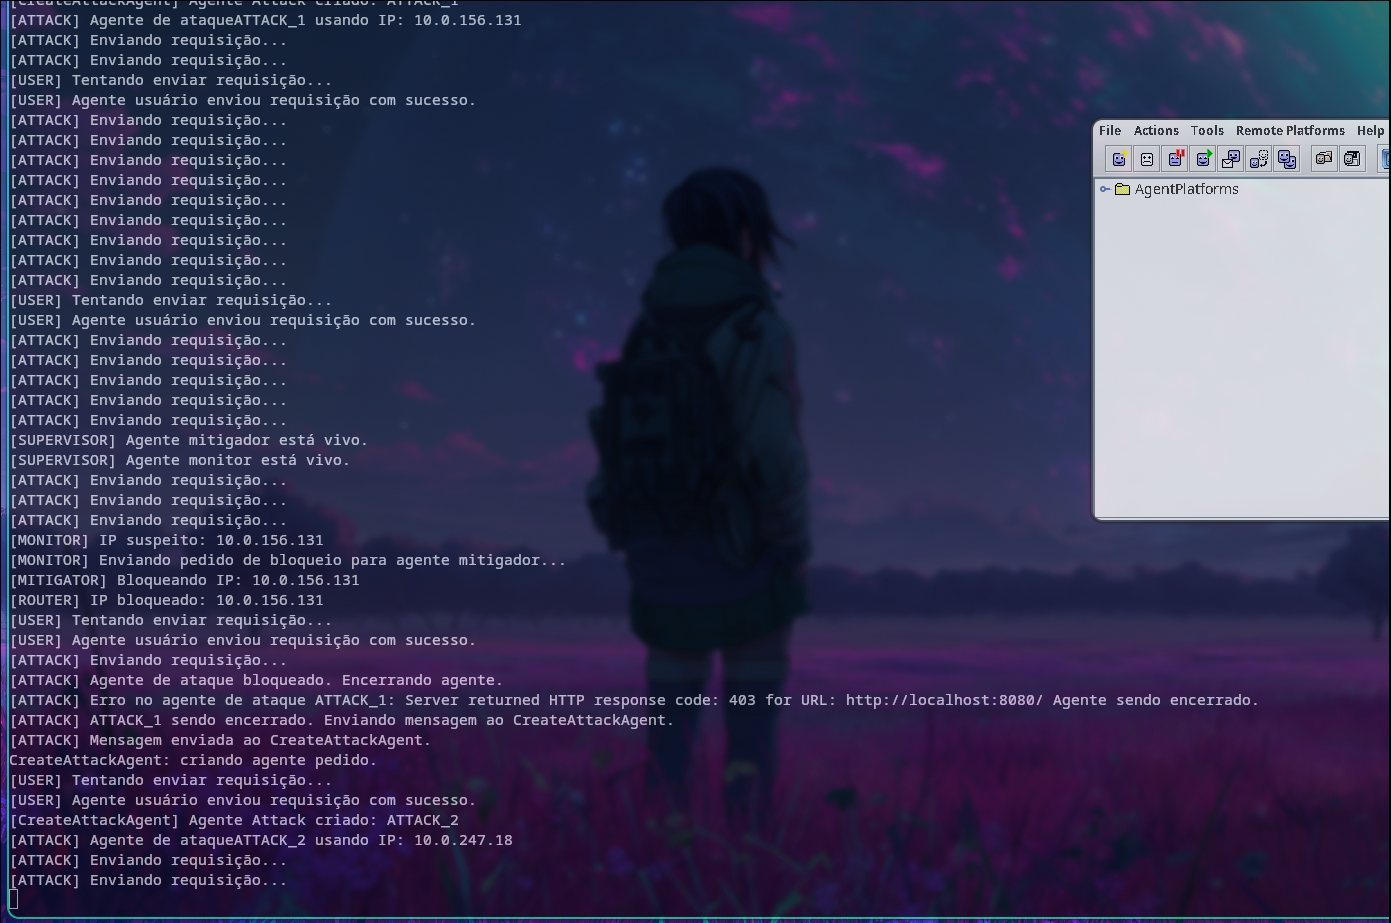 [CreateAttackAgent] Agente Attack criado: ATTACK_1
[ATTACK] Agente de ataqueATTACK_1 usando IP: 10.0.156.131
[ATTACK] Enviando requisição...
[ATTACK] Enviando requisição...
[USER] Tentando enviar requisição...
[USER] Agente usuário enviou requisição com sucesso.
[ATTACK] Enviando requisição...
[ATTACK] Enviando requisição...
[ATTACK] Enviando requisição...
[ATTACK] Enviando requisição...
[ATTACK] Enviando requisição...
[ATTACK] Enviando requisição...
[ATTACK] Enviando requisição...
[ATTACK] Enviando requisição...
[ATTACK] Enviando requisição...
[USER] Tentando enviar requisição...
[USER] Agente usuário enviou requisição com sucesso.
[ATTACK] Enviando requisição...
[ATTACK] Enviando requisição...
[ATTACK] Enviando requisição...
[ATTACK] Enviando requisição...
[ATTACK] Enviando requisição...
[SUPERVISOR] Agente mitigador está vivo.
[SUPERVISOR] Agente monitor está vivo.
[ATTACK] Enviando requisição...
[ATTACK] Enviando requisição...
[ATTACK] Enviando requisição...
[MONITOR] IP suspeito: 10.0.156.131
[MONITOR] Enviando pedido de bloqueio para agente mitigador...
[MITIGATOR] Bloqueando IP: 10.0.156.131
[ROUTER] IP bloqueado: 10.0.156.131
[USER] Tentando enviar requisição...
[USER] Agente usuário enviou requisição com sucesso.
[ATTACK] Enviando requisição...
[ATTACK] Agente de ataque bloqueado. Encerrando agente.
[ATTACK] Erro no agente de ataque ATTACK_1: Server returned HTTP response code: 403 for URL: http://localhost:8080/ Agente sendo encerrado.
[ATTACK] ATTACK_1 sendo encerrado. Enviando mensagem ao CreateAttackAgent.
[ATTACK] Mensagem enviada ao CreateAttackAgent.
CreateAttackAgent: criando agente pedido.
[USER] Tentando enviar requisição...
[USER] Agente usuário enviou requisição com sucesso.
[CreateAttackAgent] Agente Attack criado: ATTACK_2
[ATTACK] Agente de ataqueATTACK_2 usando IP: 10.0.247.18
[ATTACK] Enviando requisição...
[ATTACK] Enviando requisição...
File Actions Tools Remote Platforms Help
AgentPlatforms